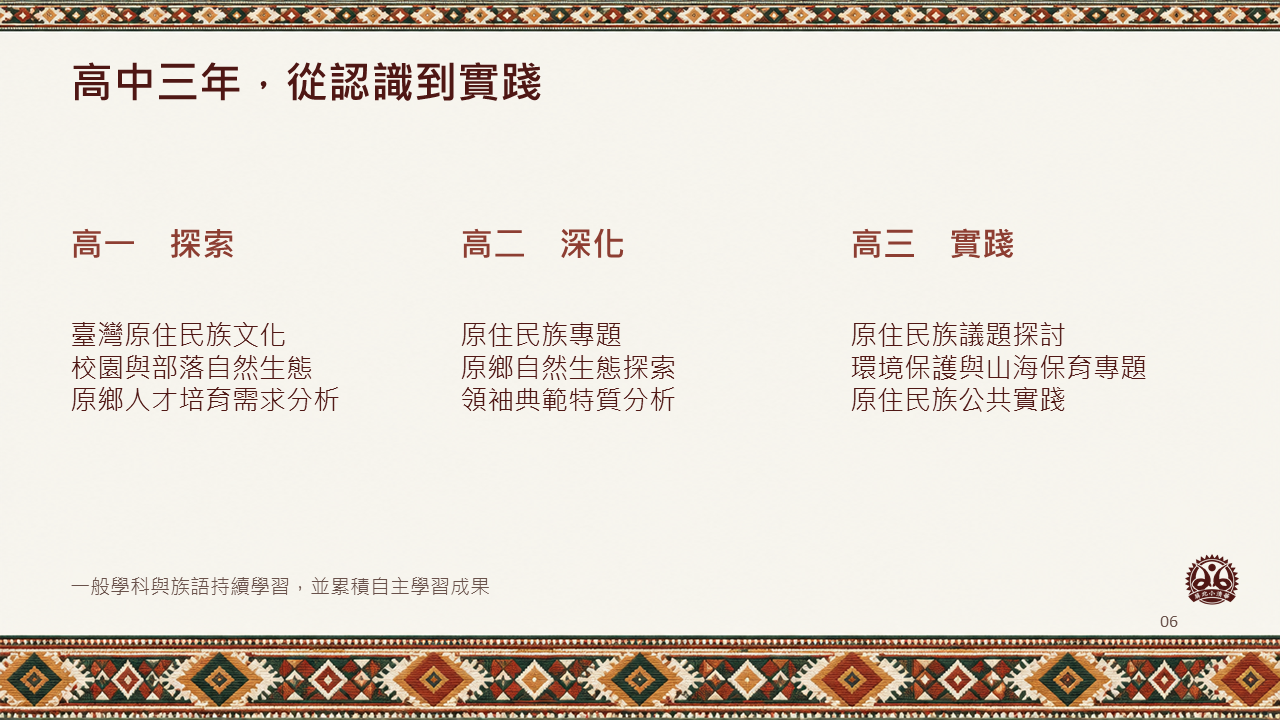 高中三年，從認識到實踐
高一　探索
臺灣原住民族文化
校園與部落自然生態
原鄉人才培育需求分析
高二　深化
原住民族專題
原鄉自然生態探索
領袖典範特質分析
高三　實踐
原住民族議題探討
環境保護與山海保育專題
原住民族公共實踐
一般學科與族語持續學習，並累積自主學習成果
06